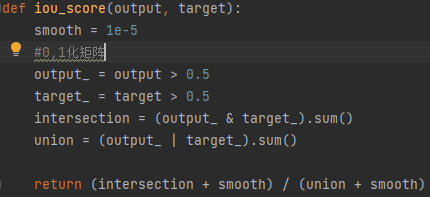 def iou_score(output, target):
    smooth = 1e-5
    #0,1化矩阵
    output_ = output > 0.5
    target_ = target > 0.5
    intersection = (output_ & target_).sum()
    union = (output_ | target_).sum()
    return (intersection + smooth) / (union + smooth)